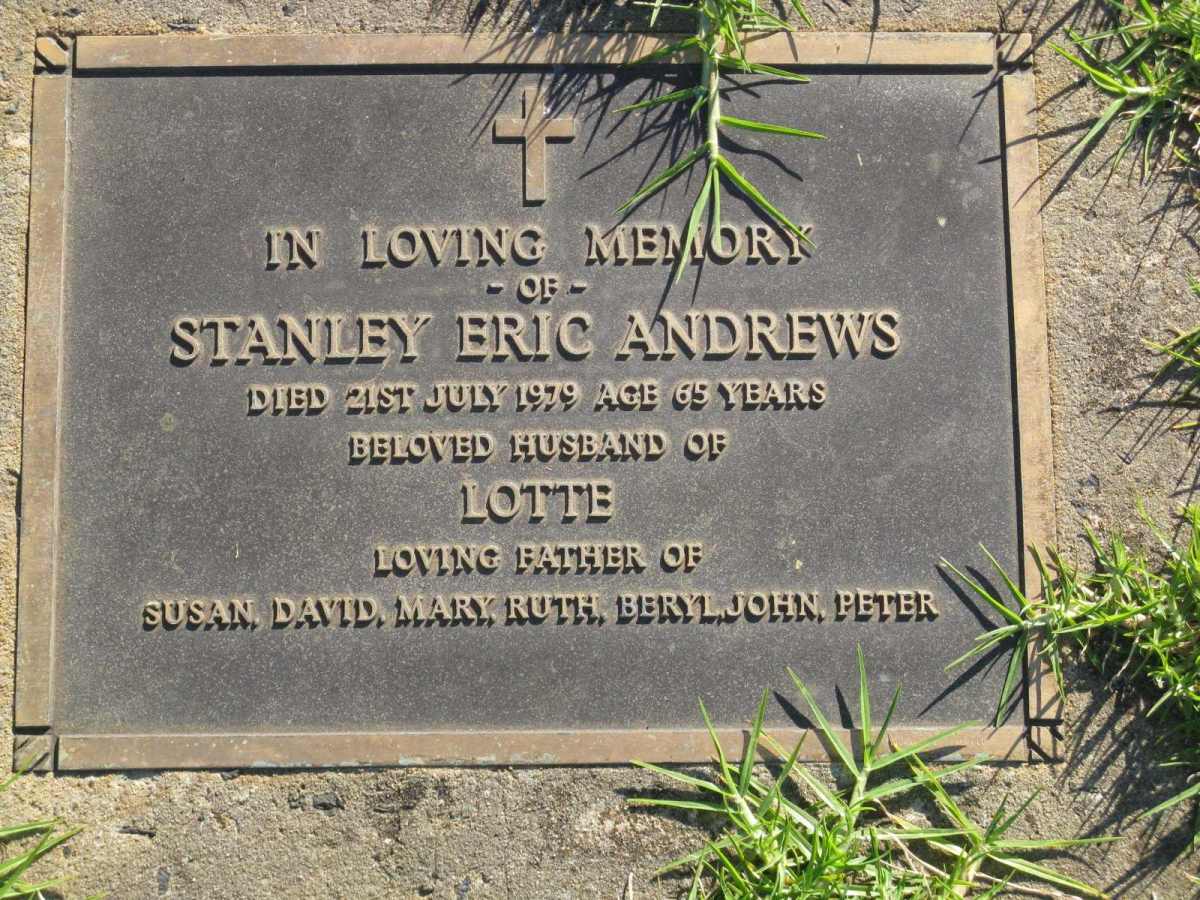 IN LOVING MEMORY
- OF -
STANLEY ERIC ANDREWS
DIED 21ST JULY 1979 AGE 65 YEARS
BELOVED HUSBAND OF
LOTTE
LOVING FATHER OF
SUSAN, DAVID, MARY, RUTH, BERYL, JOHN, PETER